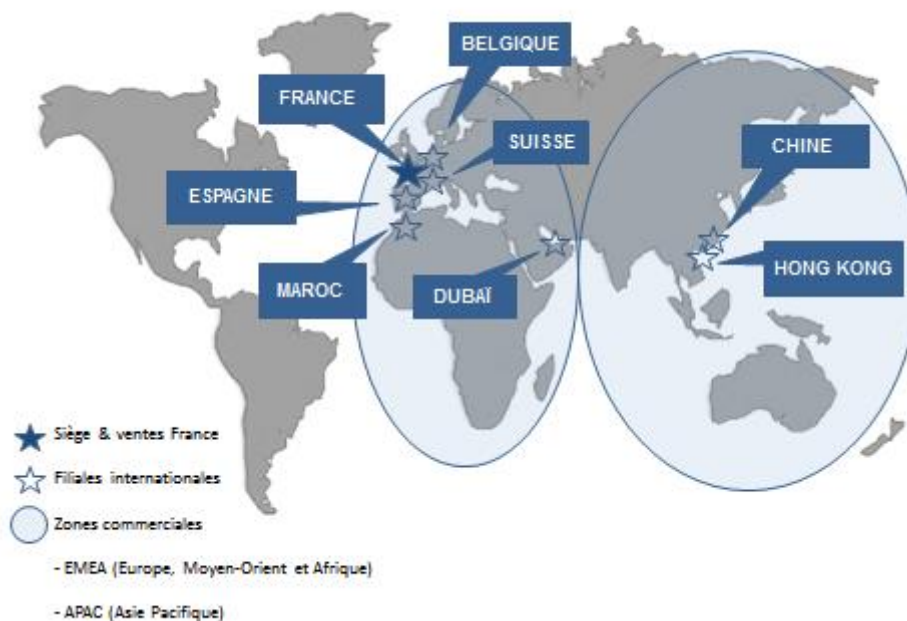 BELGIQUE
FRANCE
SUISSE
CHINE
ESPAGNE
MAROC
DUBAÏ
HONG KONG
Siège & ventes France
Filiales internationales
Zones commerciales
- EMEA (Europe, Moyen-Orient et Afrique)
- APAC (Asie Pacifique)